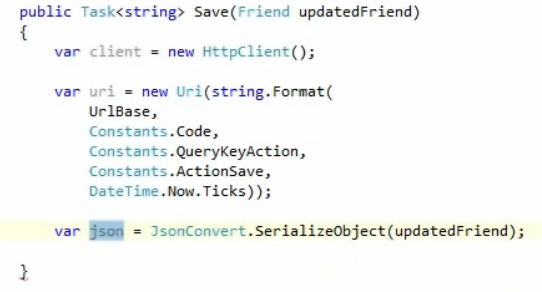 public Task<string> Save(Friend updatedFriend)
{
var client = new HttpClient();
var uri = new Uri(string.Format(
UrlBase,
Constants.Code,
Constants.QueryKeyAction,
Constants.ActionSave,
DateTime.Now.Ticks));
var json = JsonConvert.SerializeObject(updatedFriend);
}